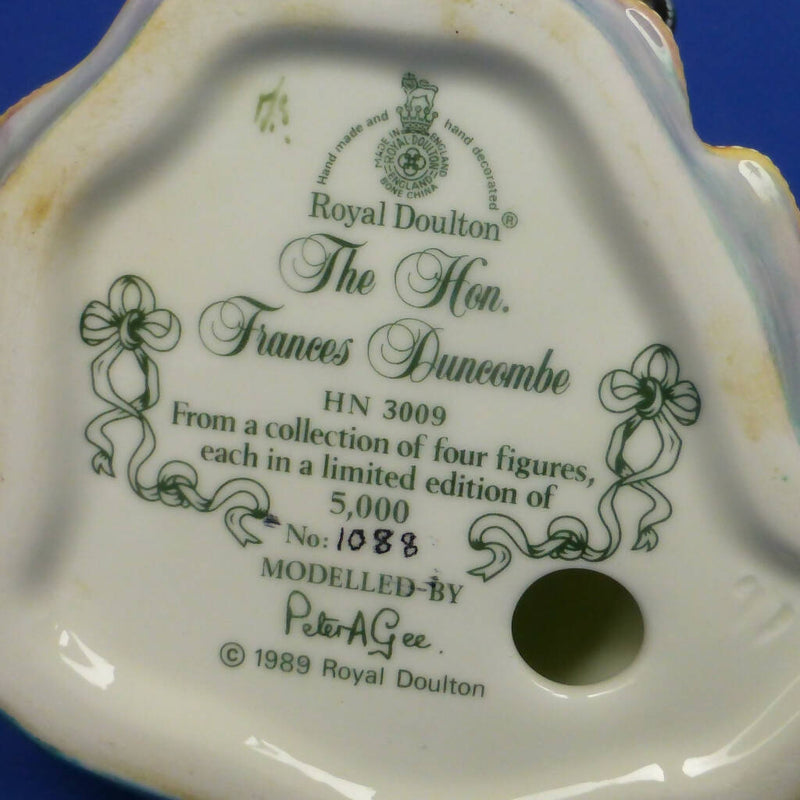 Hand made and hand decorated
MADE IN ENGLAND
ROYAL DOULTON
ENGLAND
BONE CHINA
Royal Doulton®
The Hon.
Frances Duncombe
HN 3009
From a collection of four figures,
each in a limited edition of
5,000
No: 1088
MODELLED BY
Peter A Gee.
© 1989 Royal Doulton